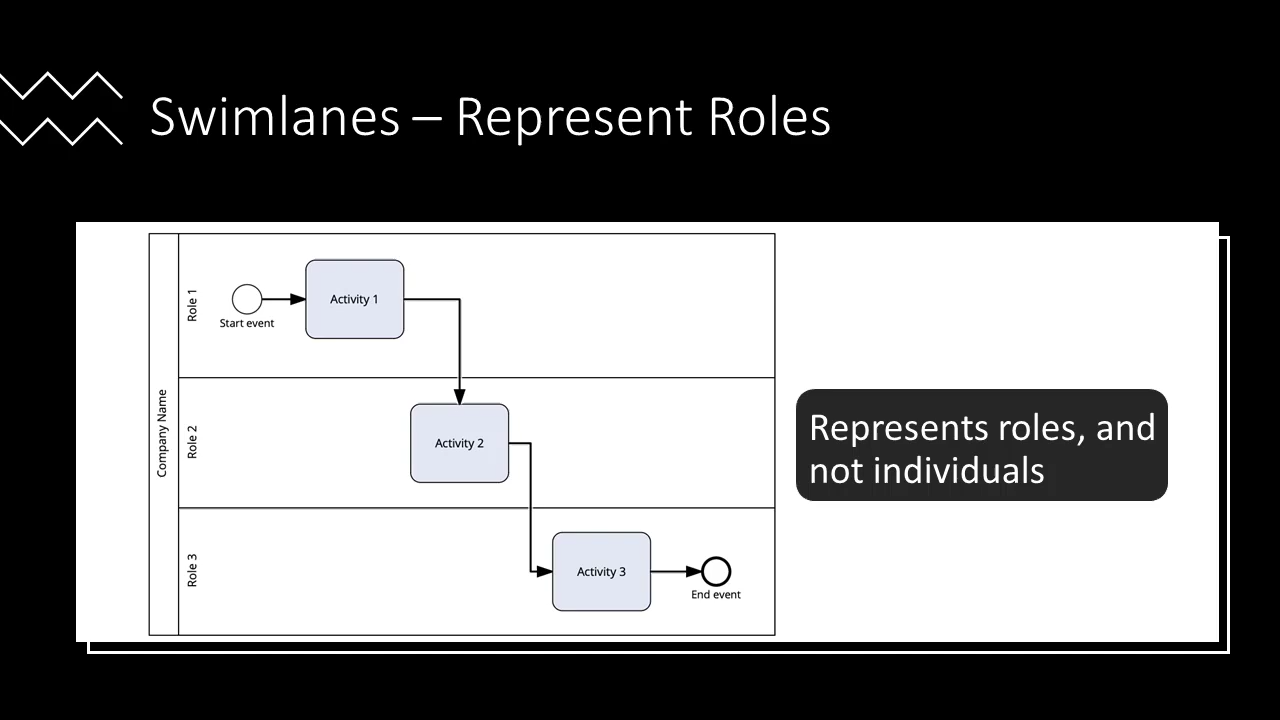 Swimlanes – Represent Roles
Company Name
Role 1
Start event
Activity 1
Role 2
Activity 2
Role 3
Activity 3
End event
Represents roles, and
not individuals